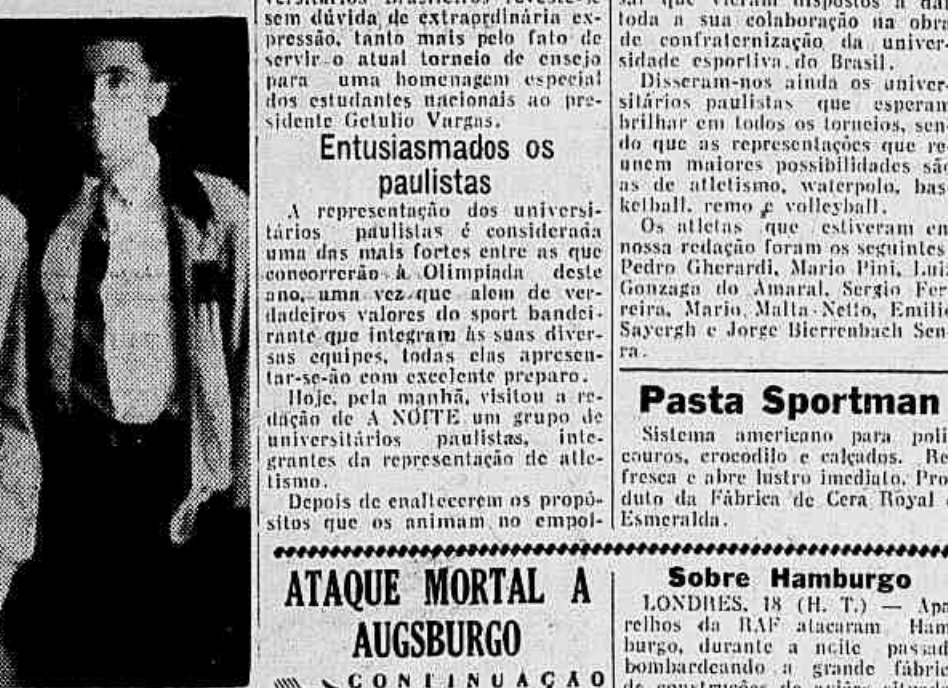 sem dúvida de extraordinária ex-
pressão, tanto mais pelo fato de
servir o atual torneio de ensejo
para uma homenagem especial
dos estudantes nacionais ao pre-
sidente Getulio Vargas.
Entusiasmados os
paulistas
A representação dos universi-
tários paulistas é considerada
uma das mais fortes entre as que
concorrerão à Olimpíada deste
ano, uma vez que alem de ver-
dadeiros valores do sport bandei-
rante que integram às suas diver-
sas equipes, todas elas apresen-
tar-se-ão com excelente preparo.
Hoje, pela manhã, visitou a re-
dação de A NOITE um grupo de
universitários paulistas, inte-
grantes da representação de atle-
tismo.
Depois de enaltecerem os propó-
sitos que os animam no empol-
sar que vieram dispostos a dar
toda a sua colaboração na obra
de confraternização da univer-
sidade esportiva do Brasil.
Disseram-nos ainda os univer-
sitários paulistas que esperam
brilhar em todos os torneios, sen-
do que as representações que re-
unem maiores possibilidades são
as de atletismo, waterpolo, bas-
ketball, remo e volleyball.
Os atletas que estiveram em
nossa redação foram os seguintes:
Pedro Gherardi, Mario Pini, Luis
Gonzaga do Amaral, Sergio Fer-
reira, Mario Malta Netto, Emilio
Sayergh e Jorge Bierrenbach Sen-
ra.
Pasta Sportman
Sistema americano para poli
couros, crocodilo e calçados. Re-
fresca e abre lustro imediato. Pro-
duto da Fábrica de Cera Royal
Esmeralda.
ATAQUE MORTAL A
AUGSBURGO
CONTINUAÇÃO
Sobre Hamburgo
LONDRES, 18 (H. T.) — Apa-
relhos da RAF atacaram Ham-
burgo, durante a noite passada
bombardeando a grande fábrica